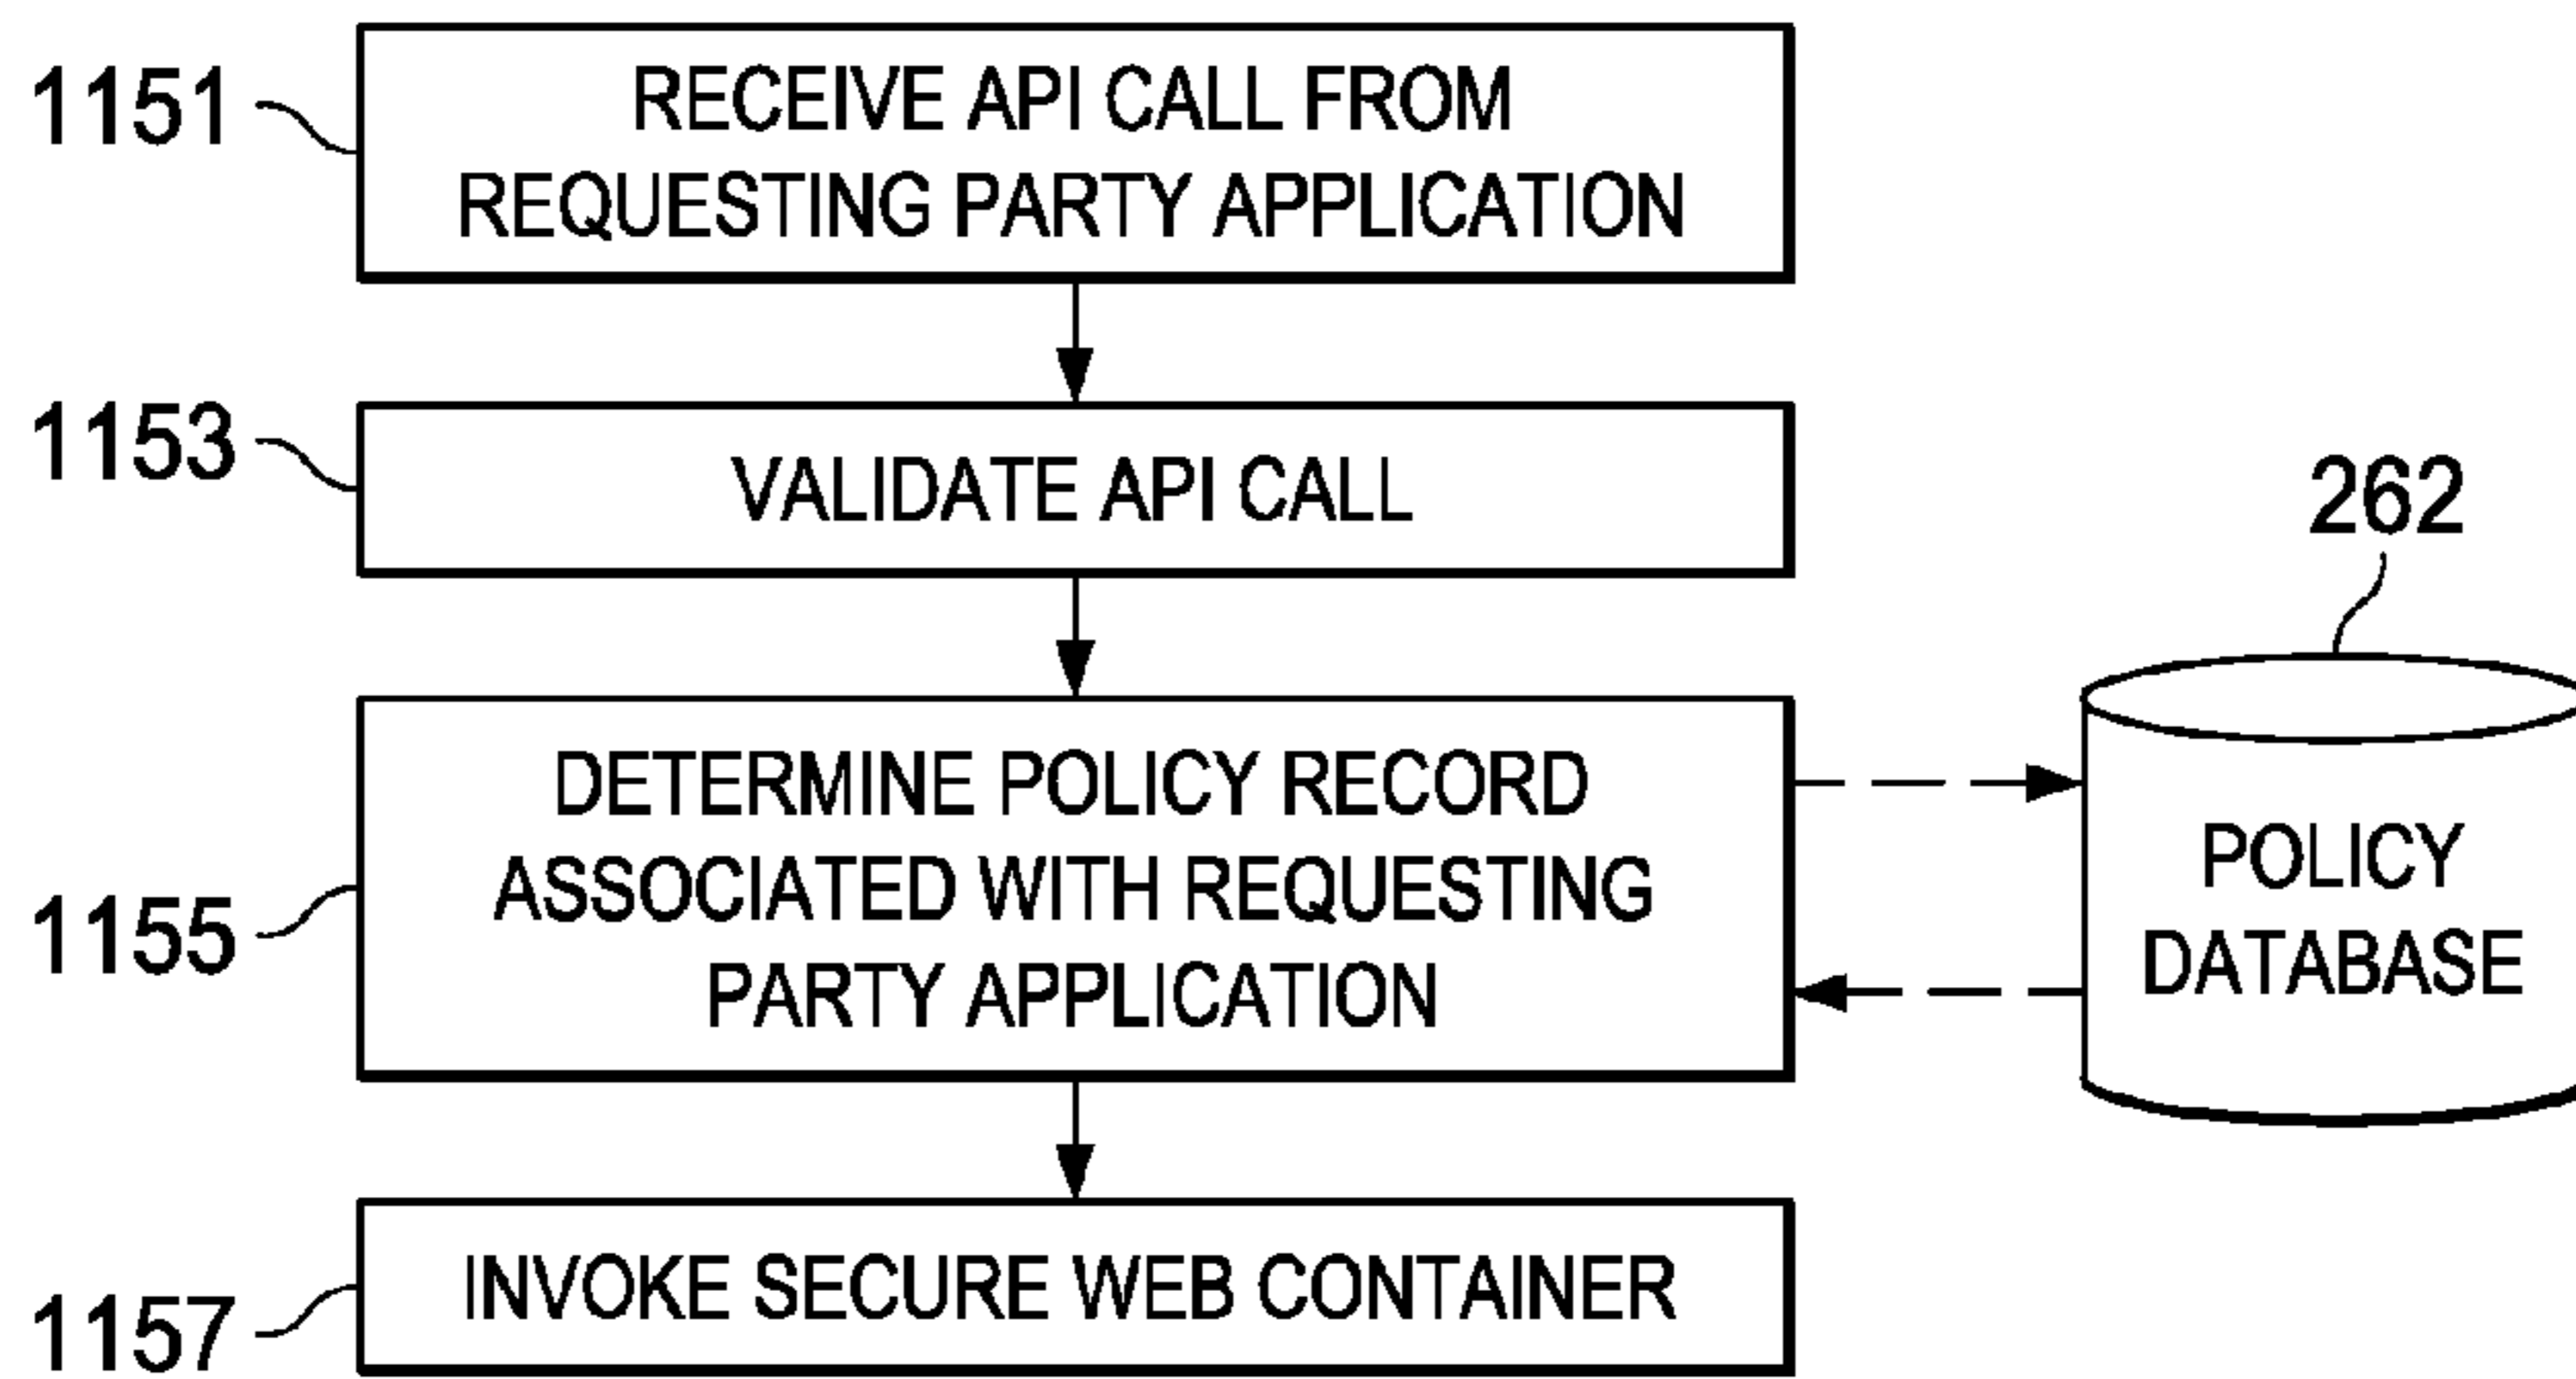 1151
RECEIVE API CALL FROM
REQUESTING PARTY APPLICATION
1153
VALIDATE API CALL
262
1155
DETERMINE POLICY RECORD
ASSOCIATED WITH REQUESTING
PARTY APPLICATION
POLICY
DATABASE
1157
INVOKE SECURE WEB CONTAINER